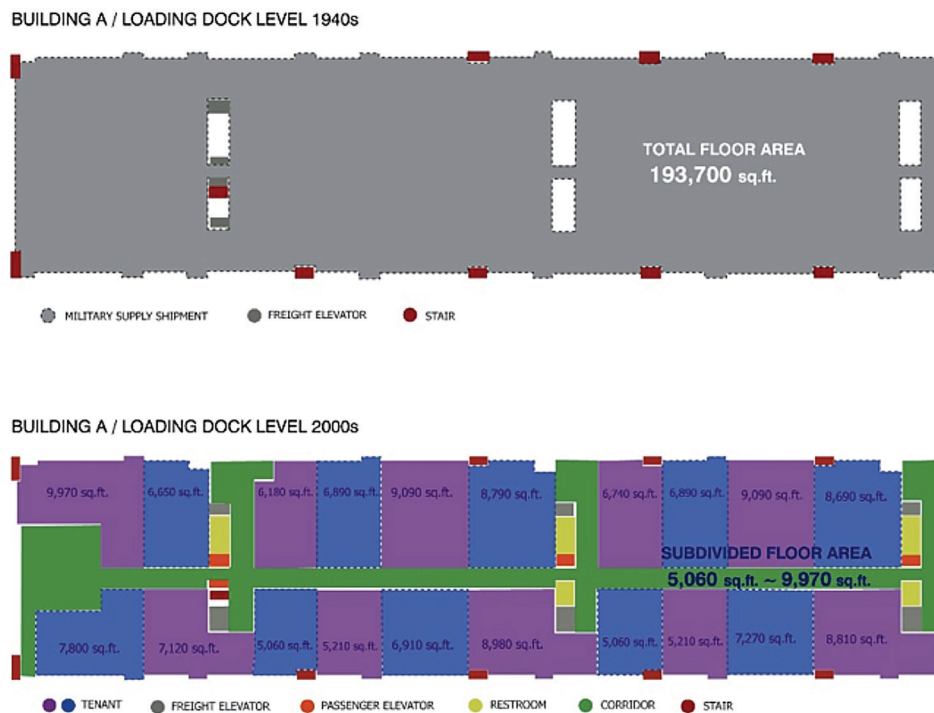 BUILDING A / LOADING DOCK LEVEL 1940s
TOTAL FLOOR AREA
193,700 sq.ft.
MILITARY SUPPLY SHIPMENT FREIGHT ELEVATOR STAIR
BUILDING A / LOADING DOCK LEVEL 2000s
9,970 sq.ft. 6,650 sq.ft. 6,180 sq.ft. 6,890 sq.ft. 9,090 sq.ft. 8,790 sq.ft. 6,740 sq.ft. 6,890 sq.ft. 9,090 sq.ft. 8,690 sq.ft.
SUBDIVIDED FLOOR AREA
5,060 sq.ft. ~ 9,970 sq.ft.
7,800 sq.ft. 7,120 sq.ft. 5,060 sq.ft. 5,210 sq.ft. 6,910 sq.ft. 8,980 sq.ft. 5,060 sq.ft. 5,210 sq.ft. 7,270 sq.ft. 8,810 sq.ft.
TENANT FREIGHT ELEVATOR PASSENGER ELEVATOR RESTROOM CORRIDOR STAIR